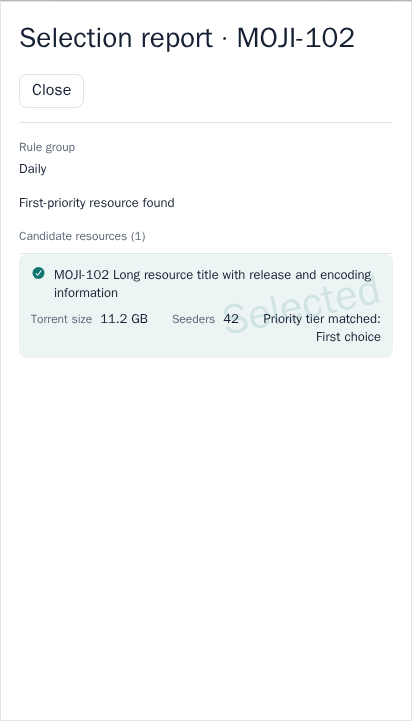 Selection report · MOJI-102
Close
Rule group
Daily
First-priority resource found
Candidate resources (1)
MOJI-102 Long resource title with release and encoding
information
Selected
Torrent size 11.2 GB Seeders 42 Priority tier matched:
First choice